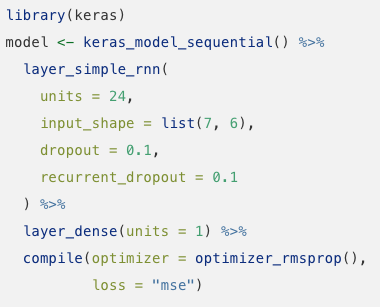 library(keras)
model <- keras_model_sequential() %>%
  layer_simple_rnn(
    units = 24,
    input_shape = list(7, 6),
    dropout = 0.1,
    recurrent_dropout = 0.1
  ) %>%
  layer_dense(units = 1) %>%
  compile(optimizer = optimizer_rmsprop(),
          loss = "mse")